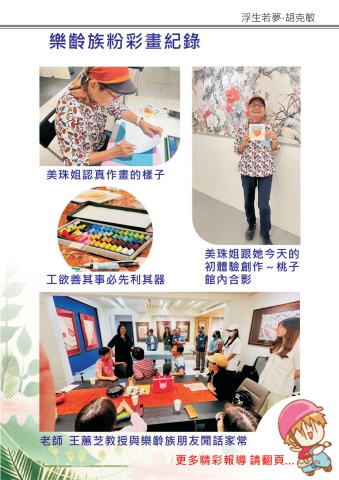 浮生若夢-胡克敏
樂齡族粉彩畫紀錄
美珠姐認真作畫的樣子
工欲善其事必先利其器
美珠姐跟她今天的
初體驗創作~桃子
館內合影
老師 王蕙芝教授與樂齡族朋友閒話家常
更多精彩報導 請翻頁...